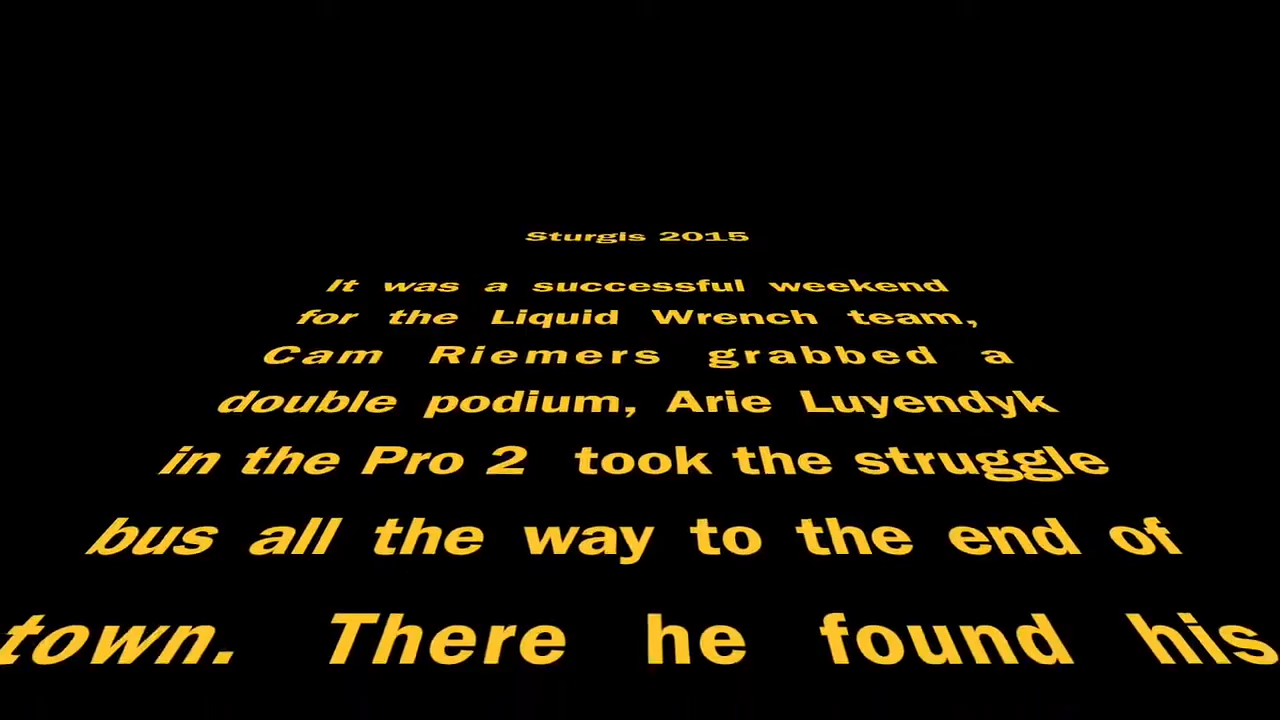 Sturgis 2015
It was a successful weekend
for the Liquid Wrench team,
Cam Riemers grabbed a
double podium, Arie Luyendyk
in the Pro 2 took the struggle
bus all the way to the end of
town. There he found his